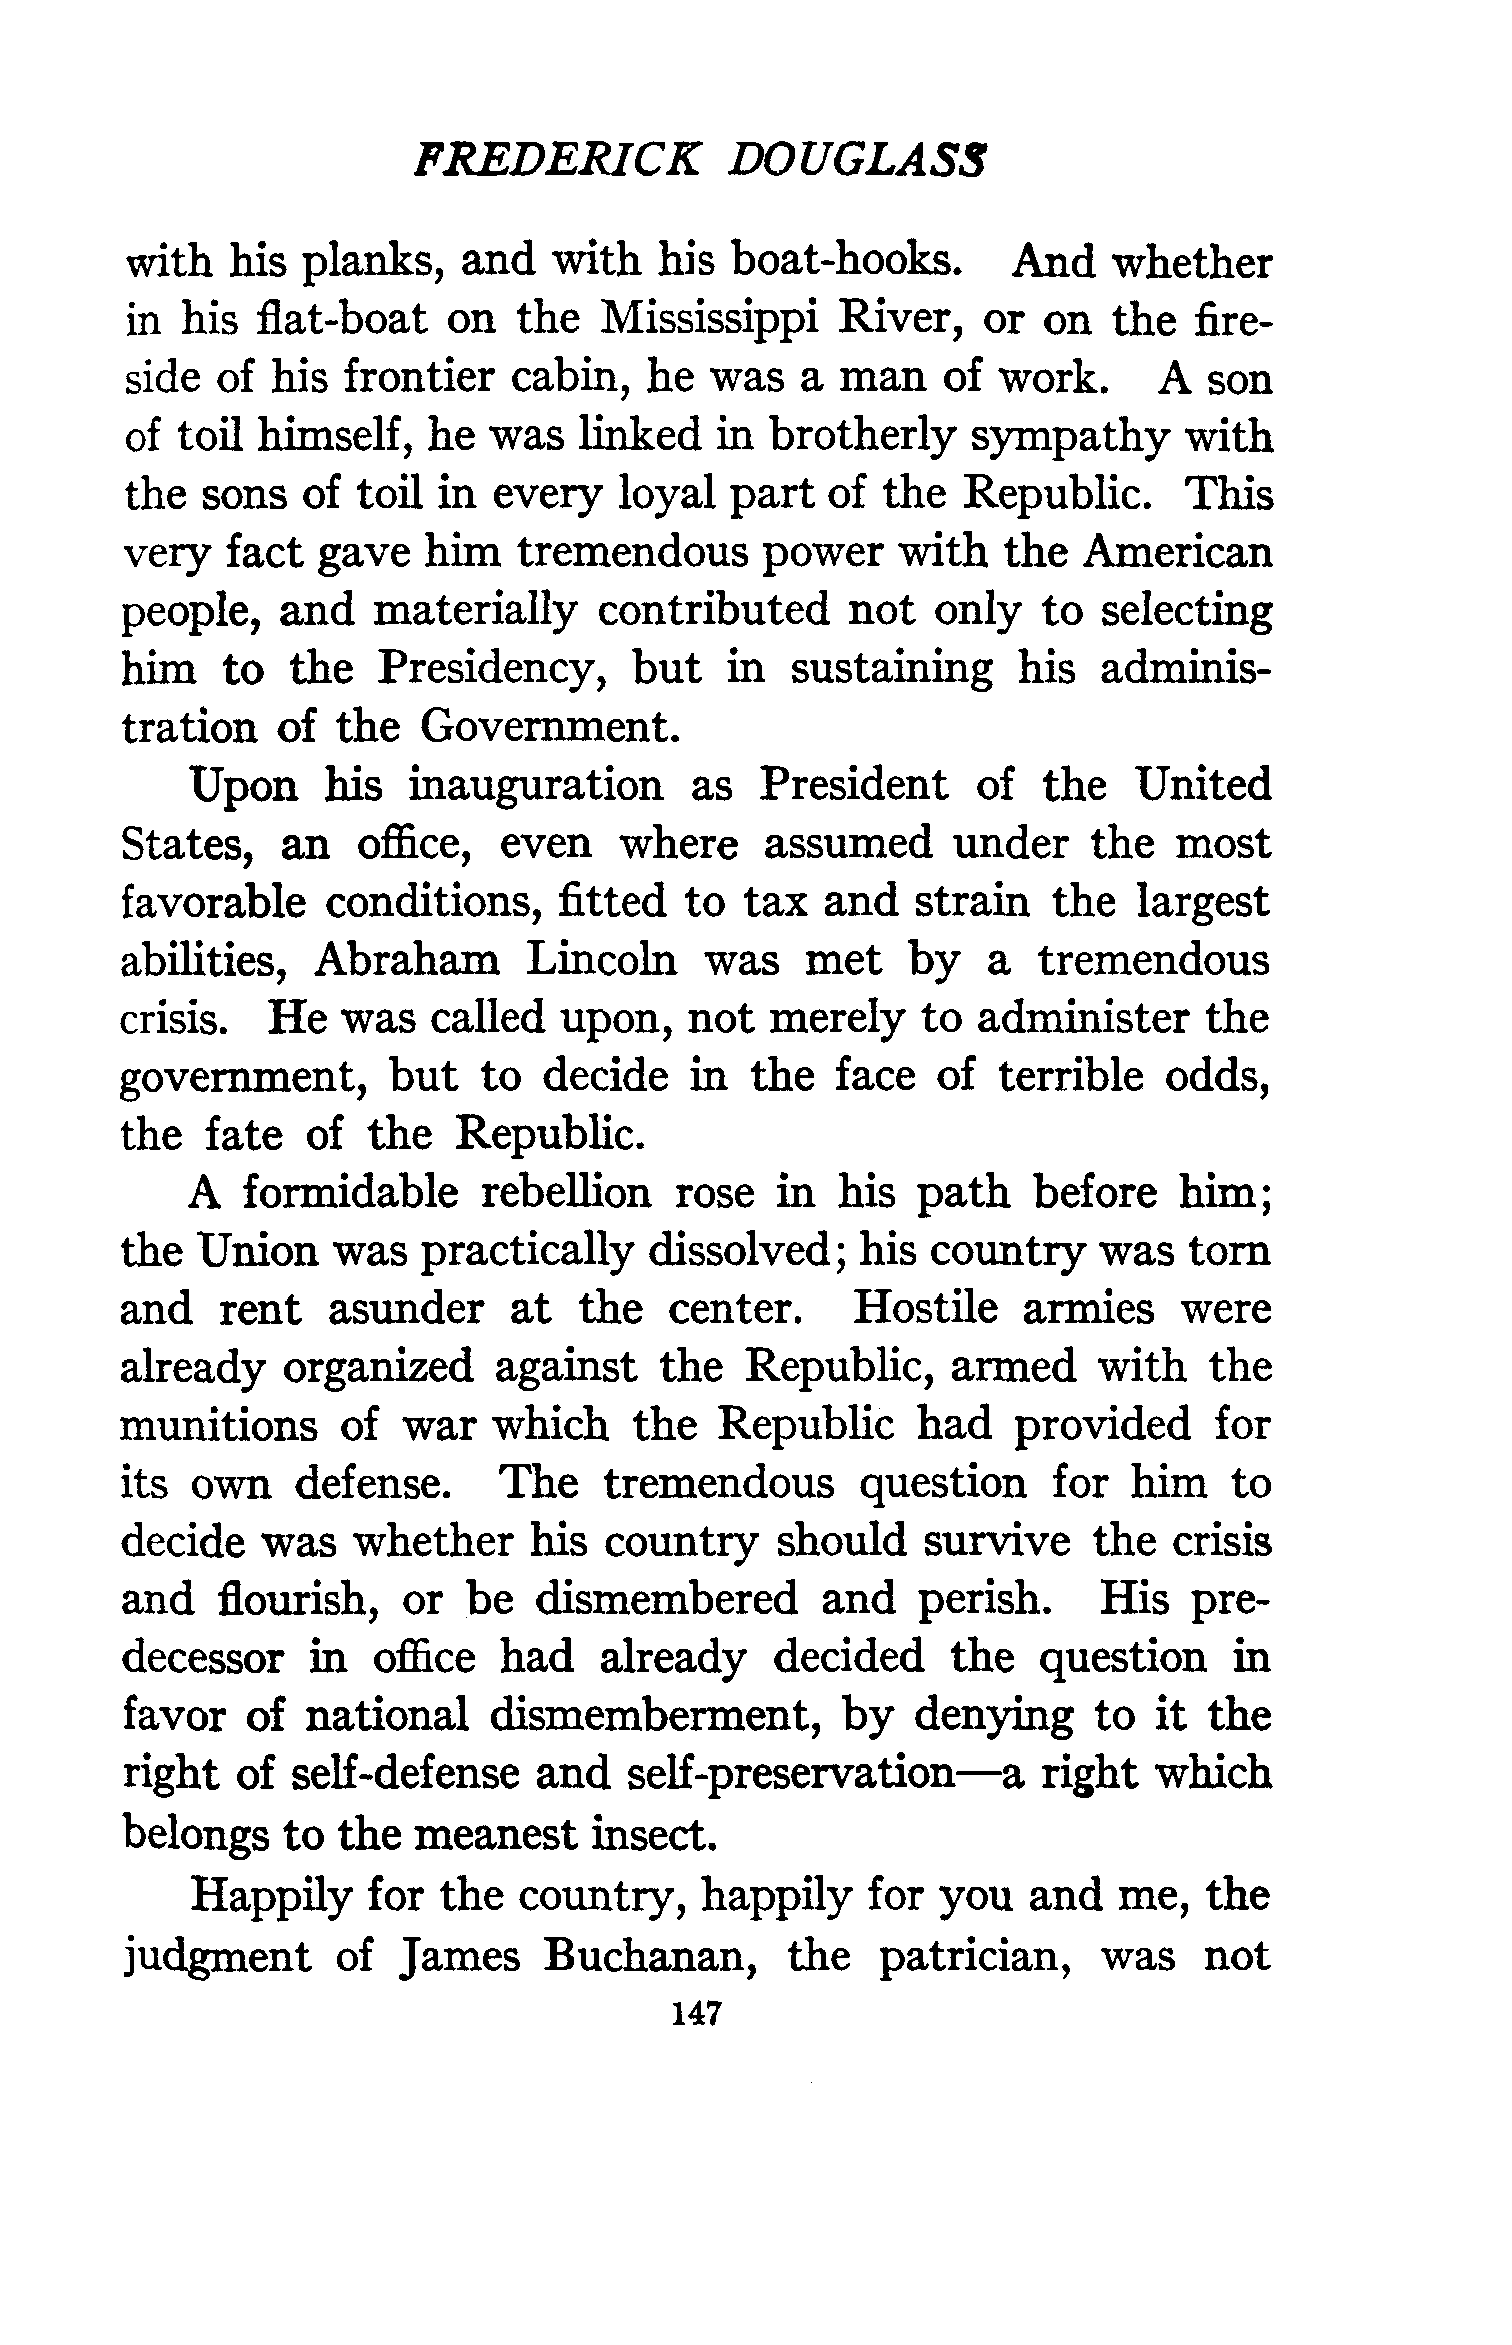 FREDERICK DOUGLASS
with his planks, and with his boat-hooks. And whether
in his flat-boat on the Mississippi River, or on the fire-
side of his frontier cabin, he was a man of work. A son
of toil himself, he was linked in brotherly sympathy with
the sons of toil in every loyal part of the Republic. This
very fact gave him tremendous power with the American
people, and materially contributed not only to selecting
him to the Presidency, but in sustaining his adminis-
tration of the Government.
Upon his inauguration as President of the United
States, an office, even where assumed under the most
favorable conditions, fitted to tax and strain the largest
abilities, Abraham Lincoln was met by a tremendous
crisis. He was called upon, not merely to administer the
government, but to decide in the face of terrible odds,
the fate of the Republic.
A formidable rebellion rose in his path before him;
the Union was practically dissolved; his country was torn
and rent asunder at the center. Hostile armies were
already organized against the Republic, armed with the
munitions of war which the Republic had provided for
its own defense. The tremendous question for him to
decide was whether his country should survive the crisis
and flourish, or be dismembered and perish. His pre-
decessor in office had already decided the question in
favor of national dismemberment, by denying to it the
right of self-defense and self-preservation—a right which
belongs to the meanest insect.
Happily for the country, happily for you and me, the
judgment of James Buchanan, the patrician, was not
147